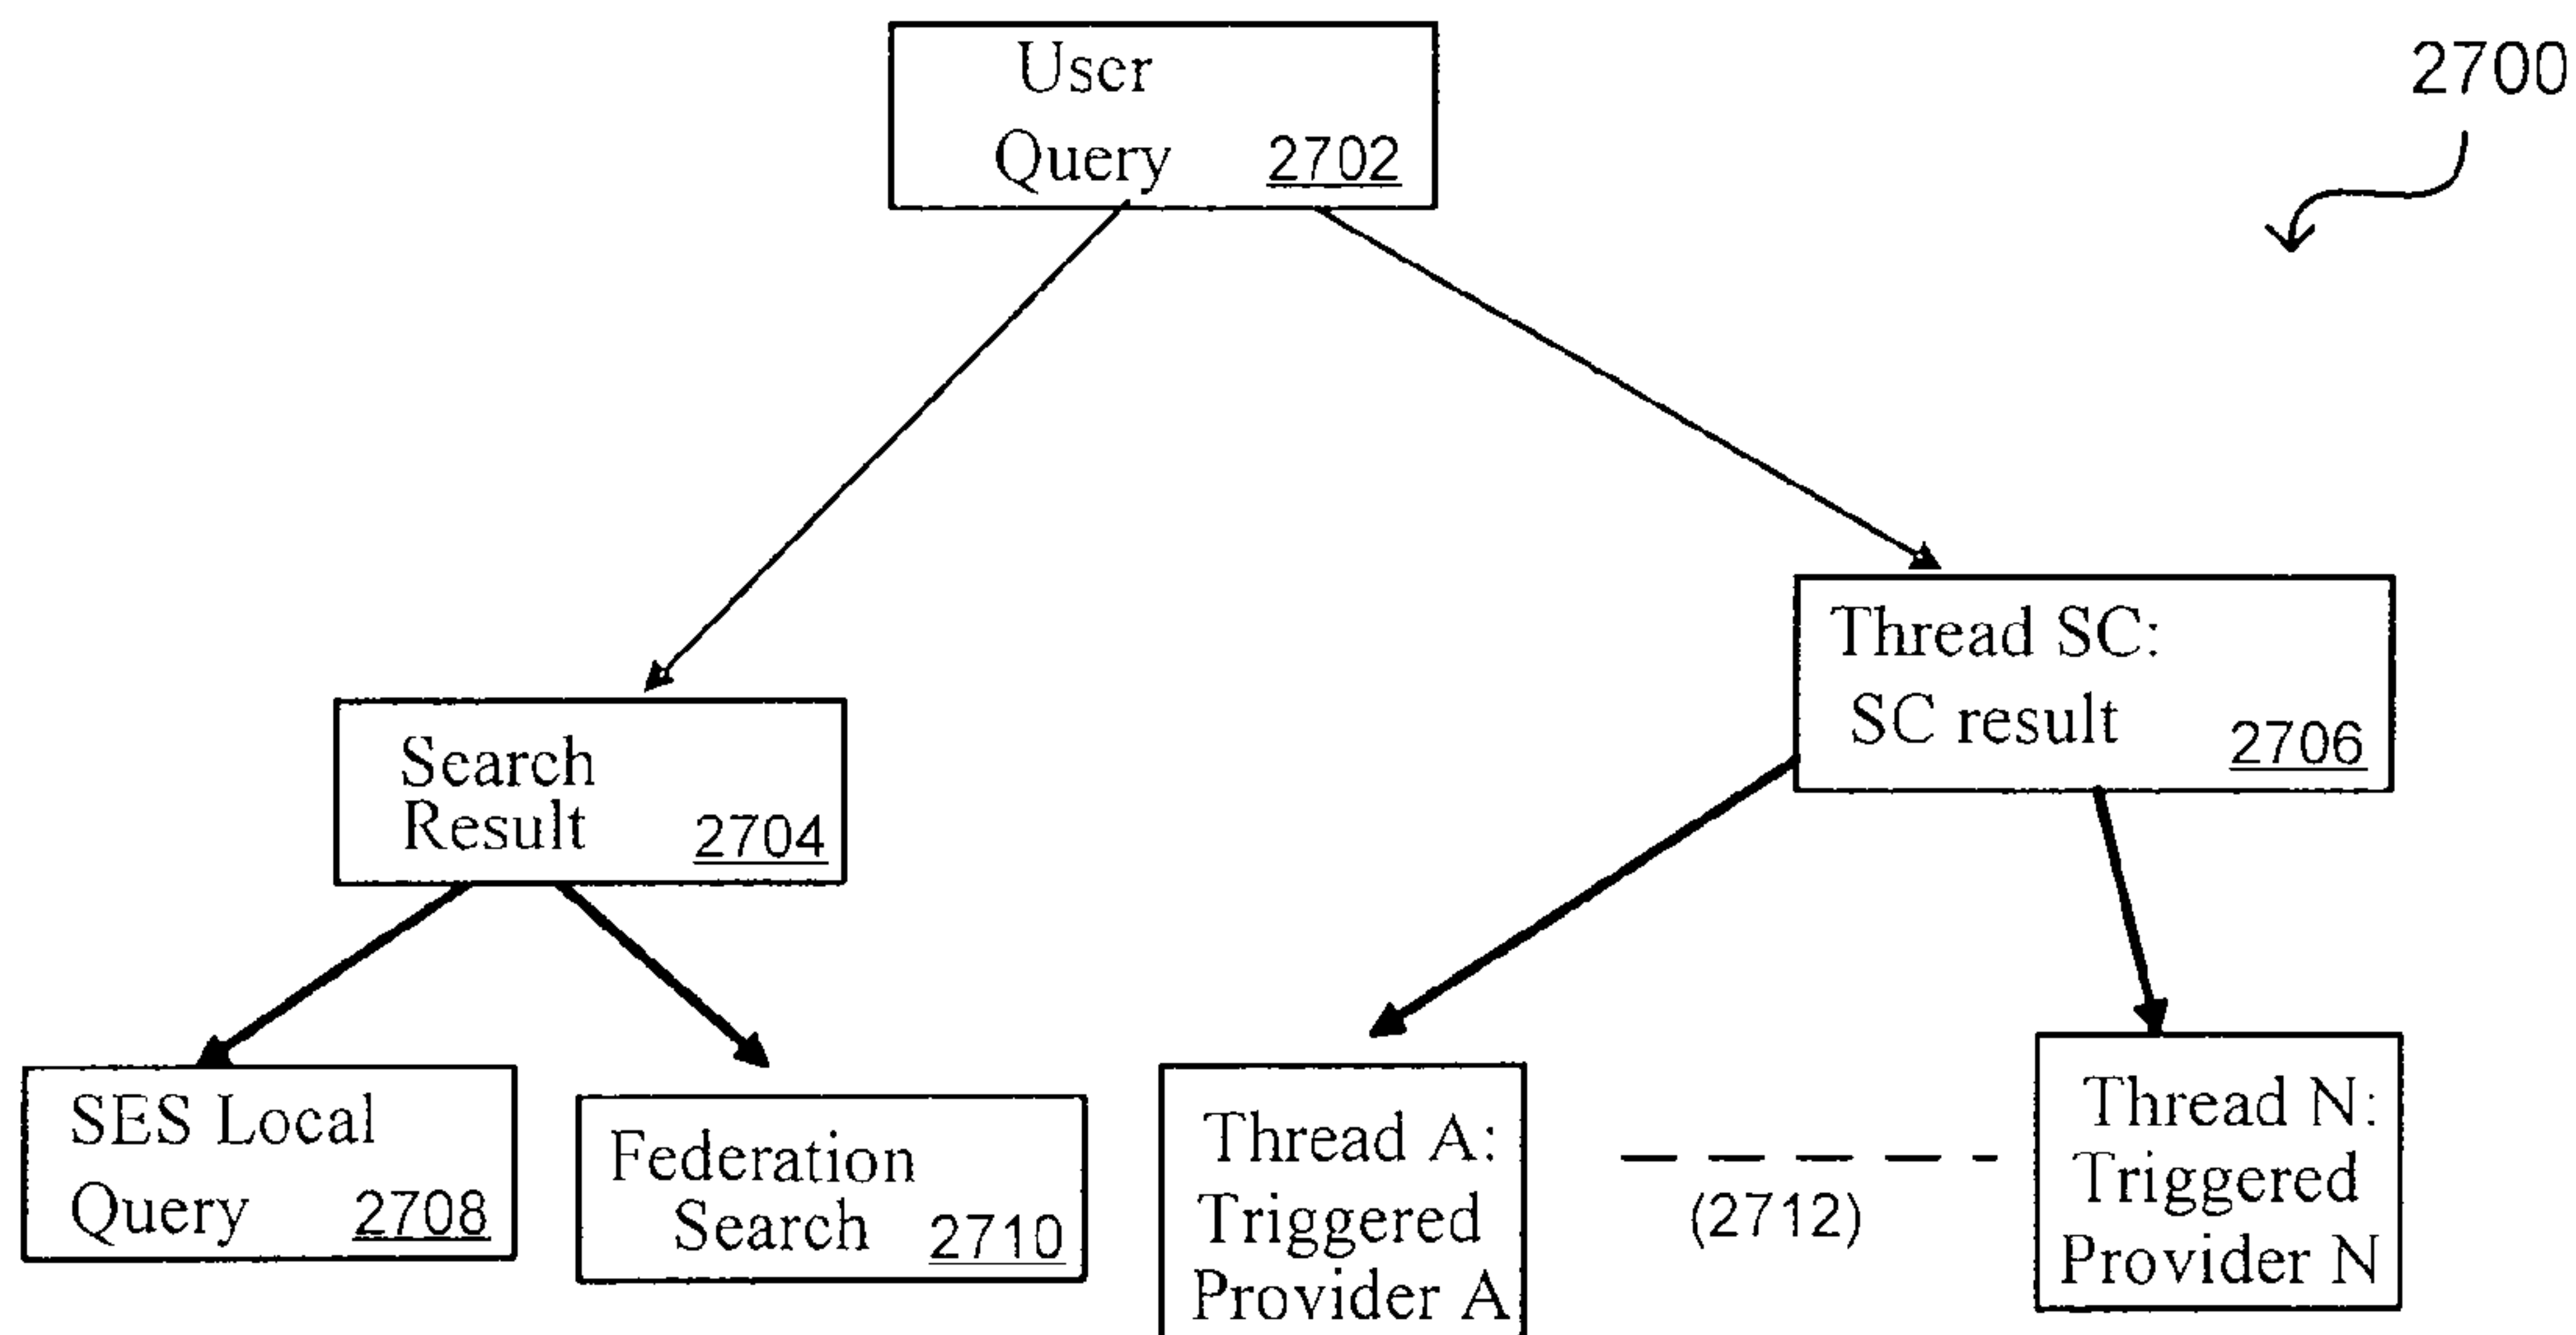 User
Query 2702
2700
Thread SC:
SC result 2706
Search
Result 2704
SES Local
Query 2708
Federation
Search 2710
Thread A:
Triggered
Provider A
(2712)
Thread N:
Triggered
Provider N